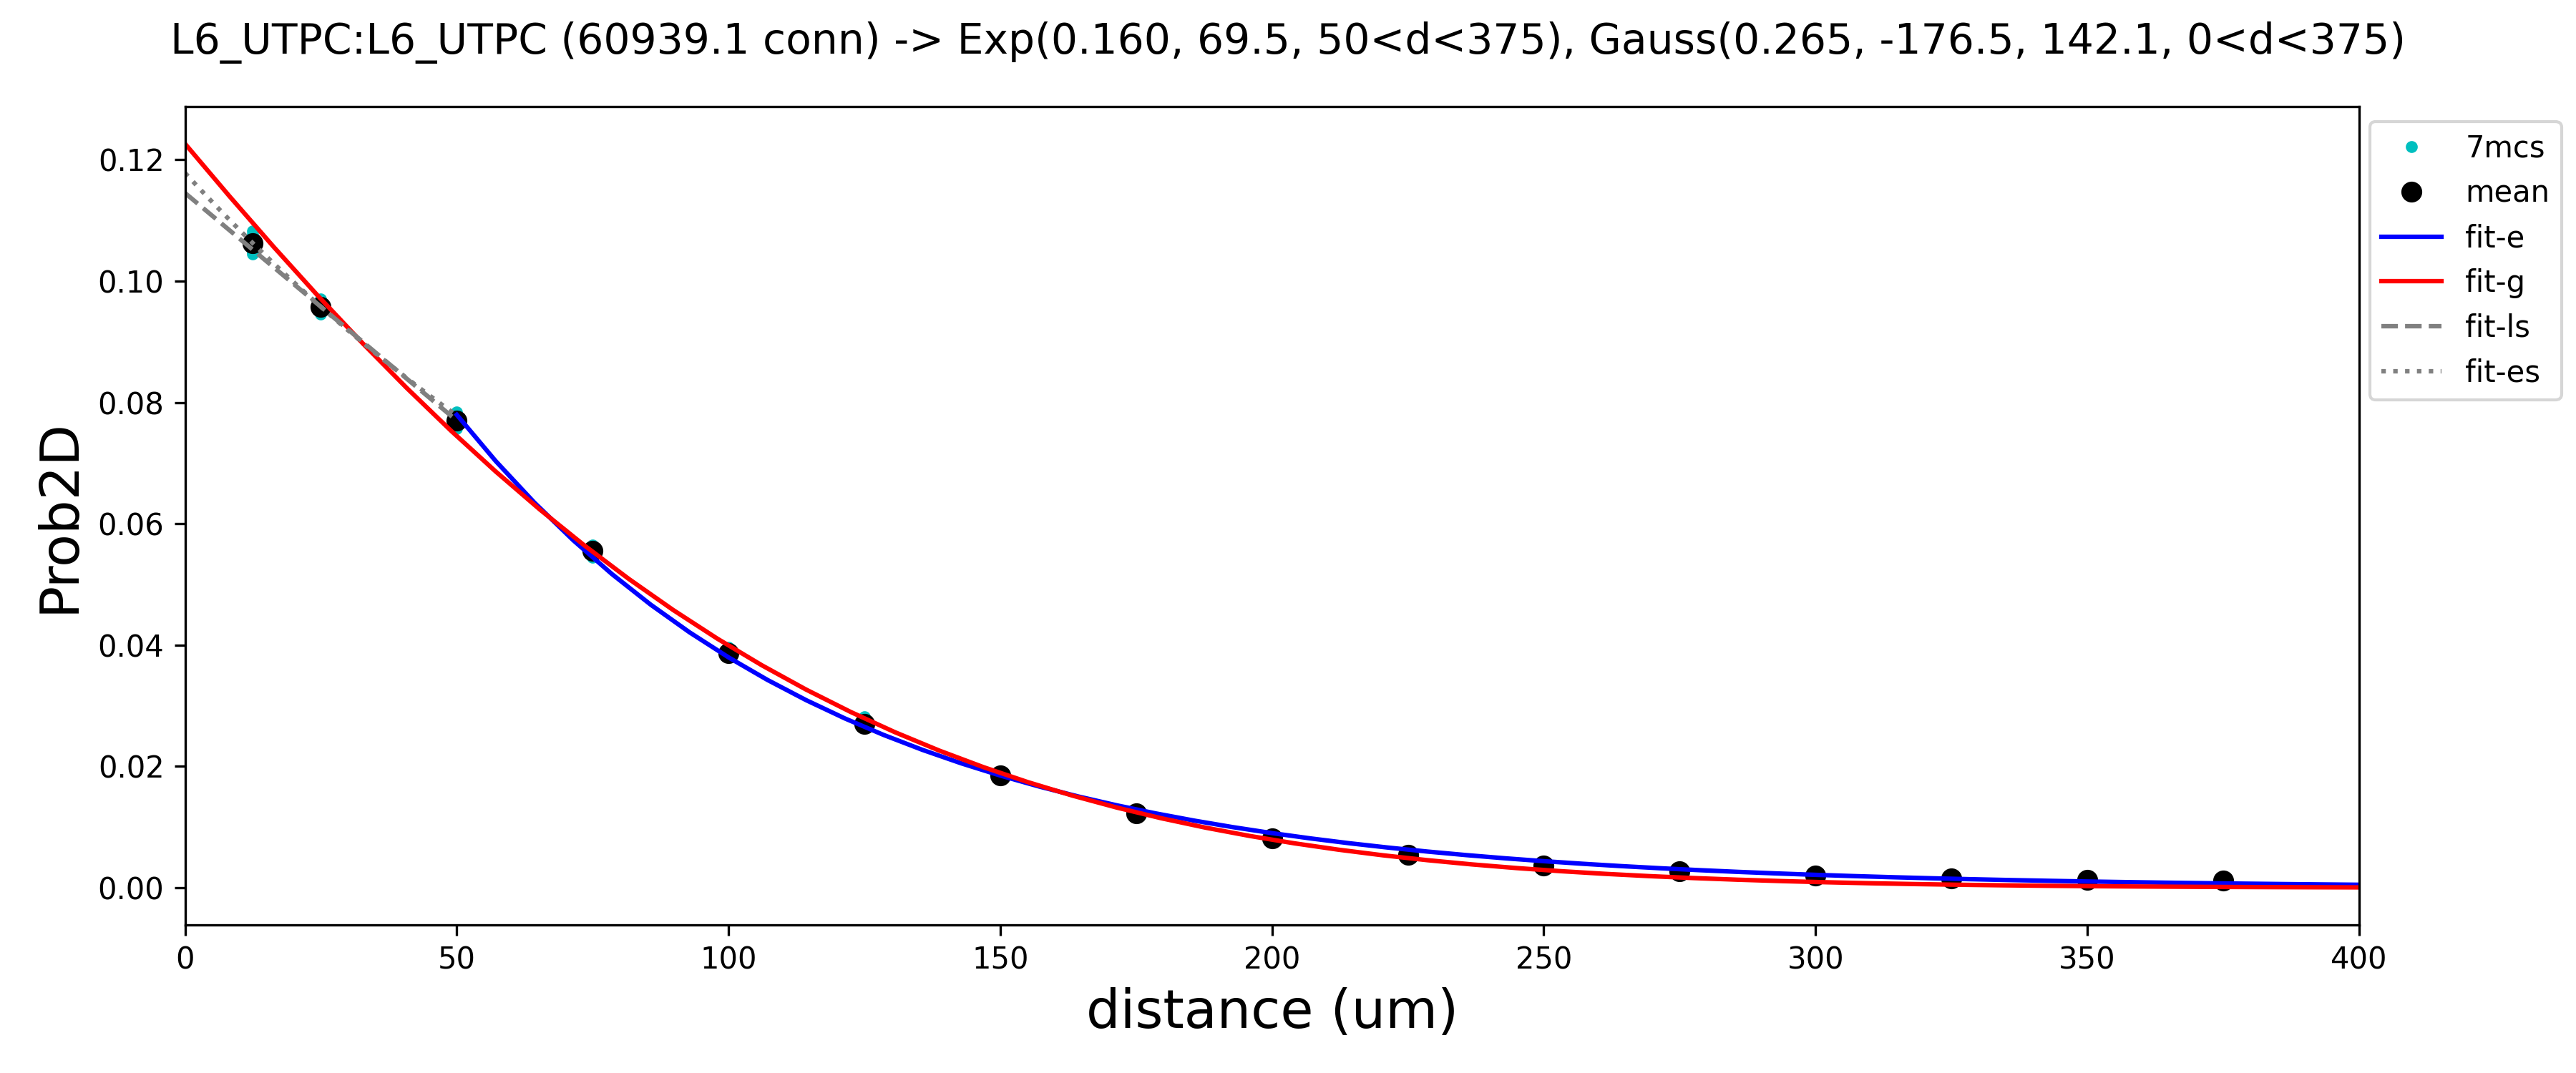 L6_UTPC:L6_UTPC (60939.1 conn) -> Exp(0.160, 69.5, 50<d<375), Gauss(0.265, -176.5, 142.1, 0<d<375)
Prob2D
0.12
0.10
0.08
0.06
0.04
0.02
0.00
0 50 100 150 200 250 300 350 400
distance (um)
7mcs
mean
fit-e
fit-g
fit-ls
fit-es